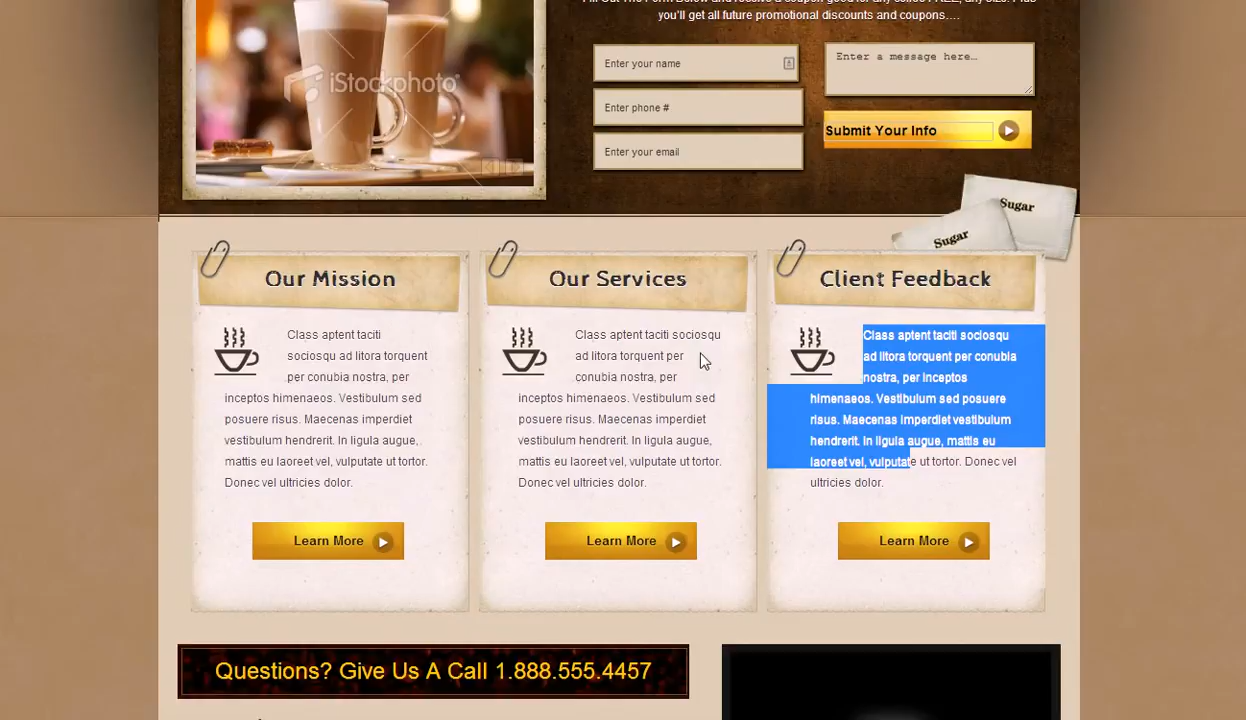 Fill Out The Form Below and receive a coupon good for any coffee FREE, any size. Plus
you'll get all future promotional discounts and coupons....
iStockphoto
Enter your name
Enter a message here…
Enter phone #
Submit Your Info
Enter your email
Sugar
Sugar
Our Mission
Class aptent taciti
sociosqu ad litora torquent
per conubia nostra, per
inceptos himenaeos. Vestibulum sed
posuere risus. Maecenas imperdiet
vestibulum hendrerit. In ligula augue,
mattis eu laoreet vel, vulputate ut tortor.
Donec vel ultricies dolor.
Learn More
Our Services
Class aptent taciti sociosqu
ad litora torquent per
conubia nostra, per
inceptos himenaeos. Vestibulum sed
posuere risus. Maecenas imperdiet
vestibulum hendrerit. In ligula augue,
mattis eu laoreet vel, vulputate ut tortor.
Donec vel ultricies dolor.
Learn More
Client Feedback
Class aptent taciti sociosqu
ad litora torquent per conubia
nostra, per inceptos
himenaeos. Vestibulum sed posuere
risus. Maecenas imperdiet vestibulum
hendrerit. In ligula augue, mattis eu
laoreet vel, vulputate ut tortor. Donec vel
ultricies dolor.
Learn More
Questions? Give Us A Call 1.888.555.4457